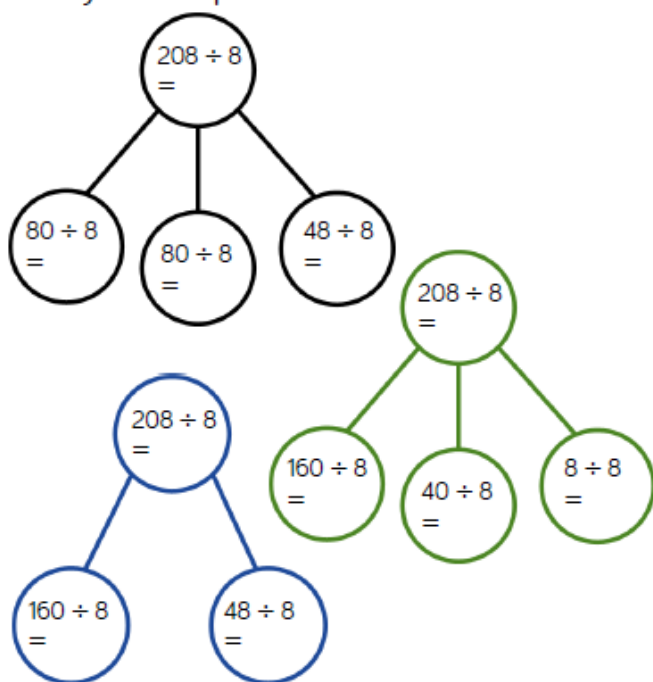 208 ÷ 8
=
80 ÷ 8
=
80 ÷ 8
=
48 ÷ 8
=
208 ÷ 8
=
160 ÷ 8
=
40 ÷ 8
=
8 ÷ 8
=
208 ÷ 8
=
160 ÷ 8
=
48 ÷ 8
=